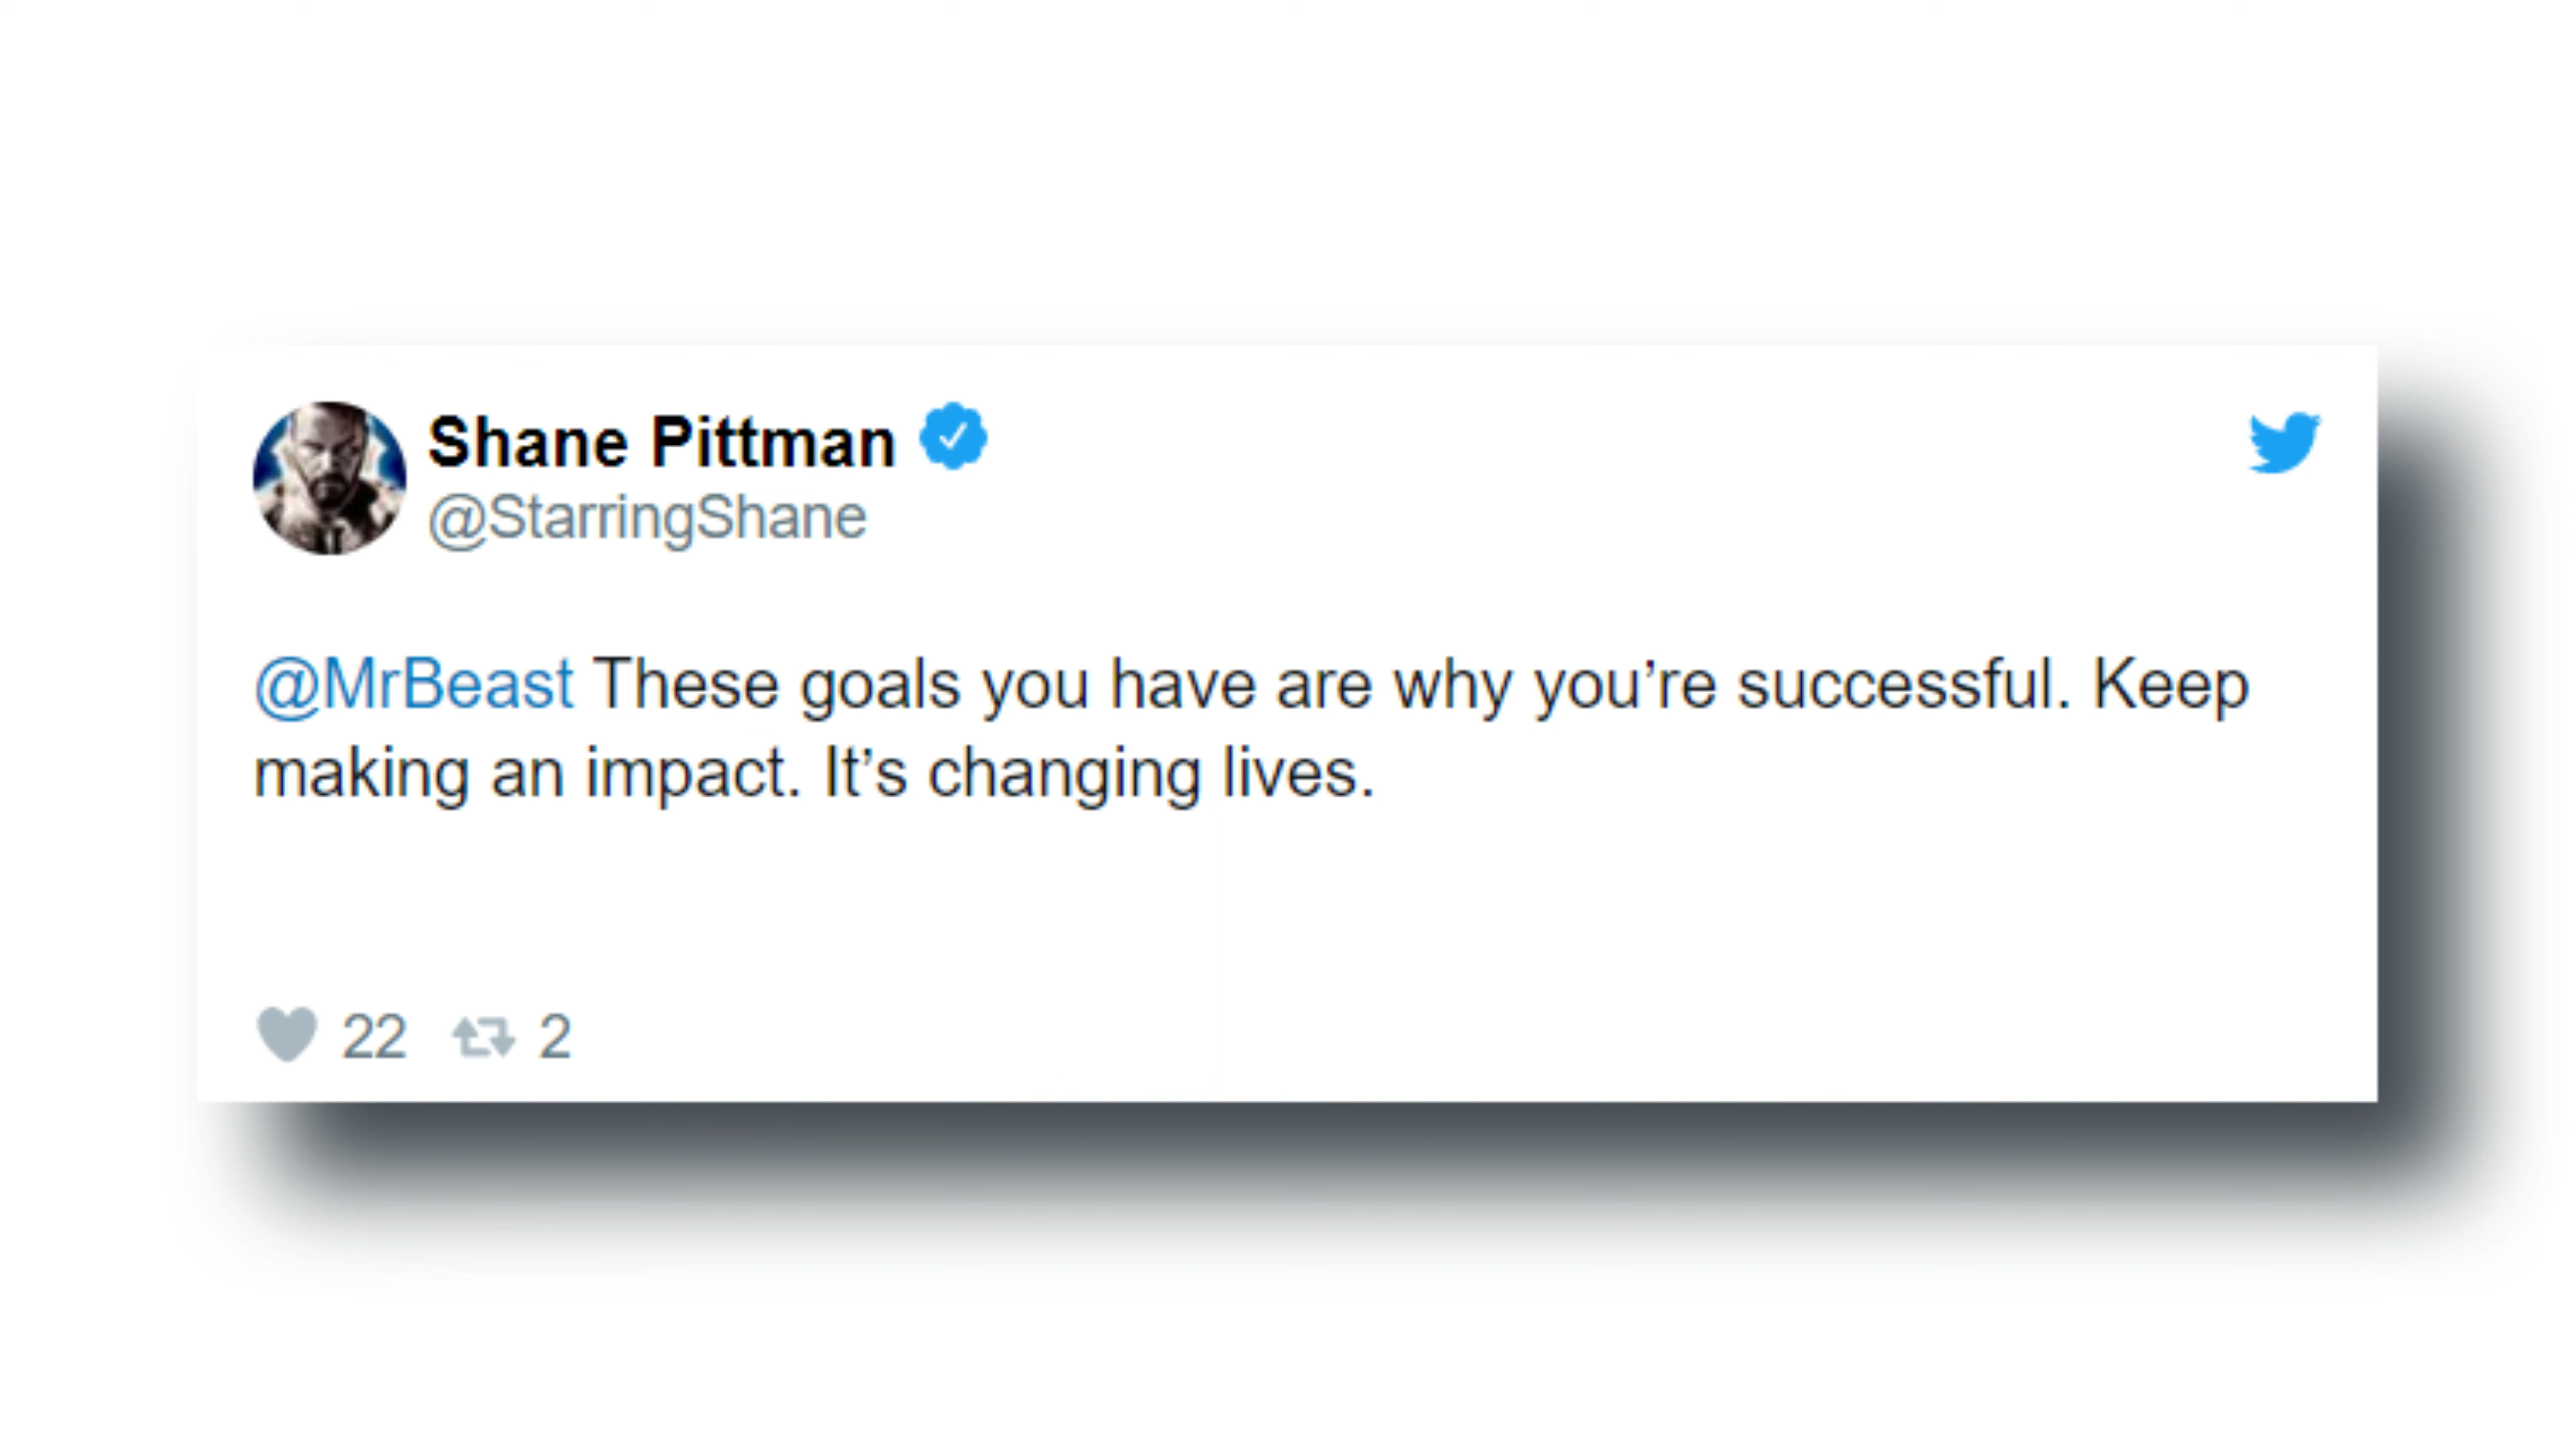 Shane Pittman
@StarringShane
@MrBeast These goals you have are why you’re successful. Keep
making an impact. It’s changing lives.
22 2